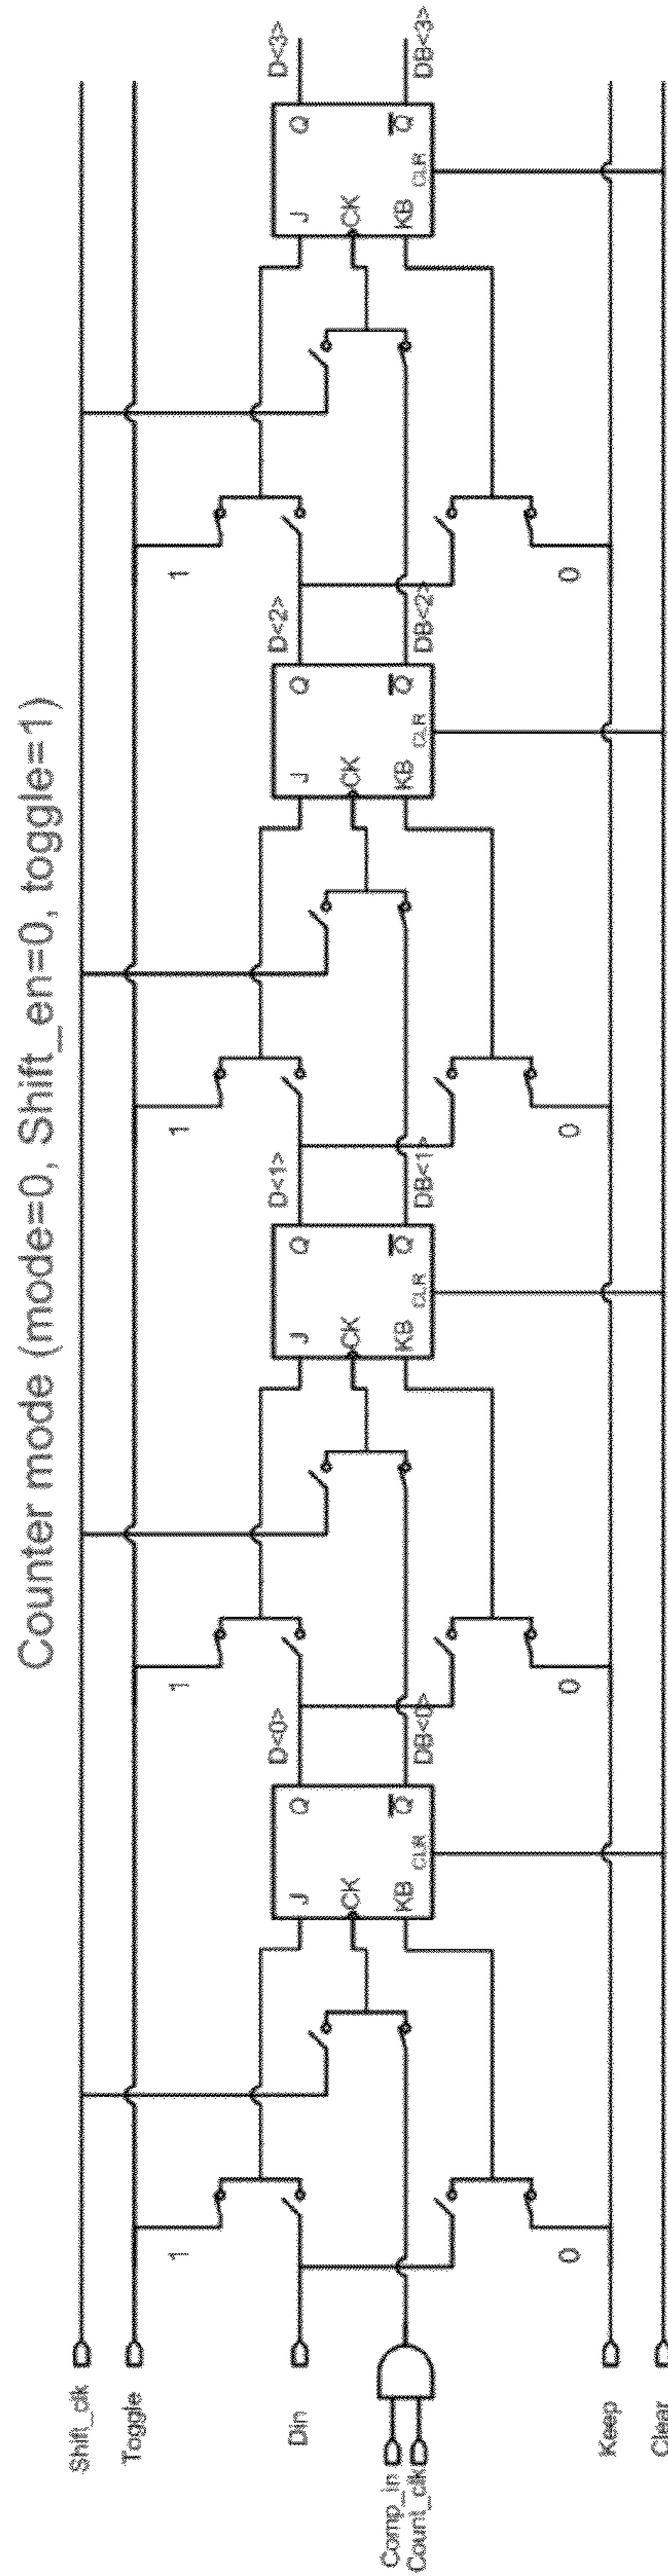 Counter mode (mode=0, Shift_en=0, toggle=1)
Shift_clk
Toggle
Din
Comp_in
Count_clk
Keep
Clear
1
0
J
Q
CK
KB
Q
CLR
D<0>
DB<0>
1
0
J
Q
CK
KB
Q
CLR
D<1>
DB<1>
1
0
J
Q
CK
KB
Q
CLR
D<2>
DB<2>
1
0
J
Q
CK
KB
Q
CLR
D<3>
DB<3>